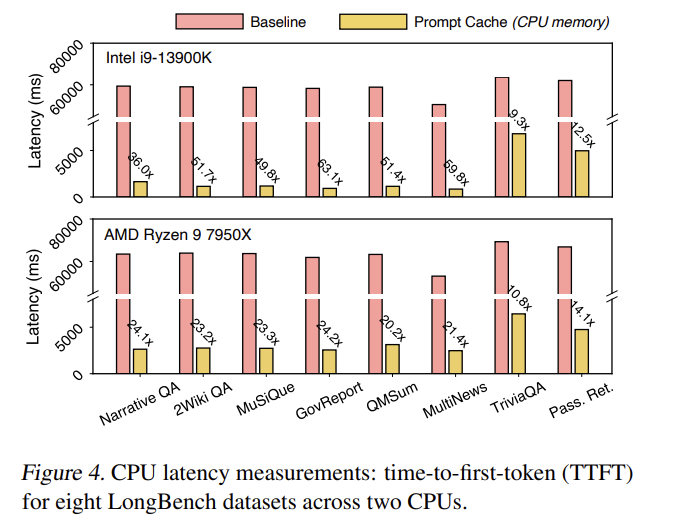 Baseline Prompt Cache (CPU memory)
Intel i9-13900K
Latency (ms)
80000
60000
5000
0
36.0x 51.7x 49.8x 63.1x 51.4x 59.8x 9.3x 12.5x
AMD Ryzen 9 7950X
Latency (ms)
80000
60000
5000
0
24.1x 23.2x 23.3x 24.2x 20.2x 21.4x 10.8x 14.1x
Narrative QA 2Wiki QA MuSiQue GovReport QMSum MultiNews TriviaQA Pass. Ret.
Figure 4. CPU latency measurements: time-to-first-token (TTFT)
for eight LongBench datasets across two CPUs.